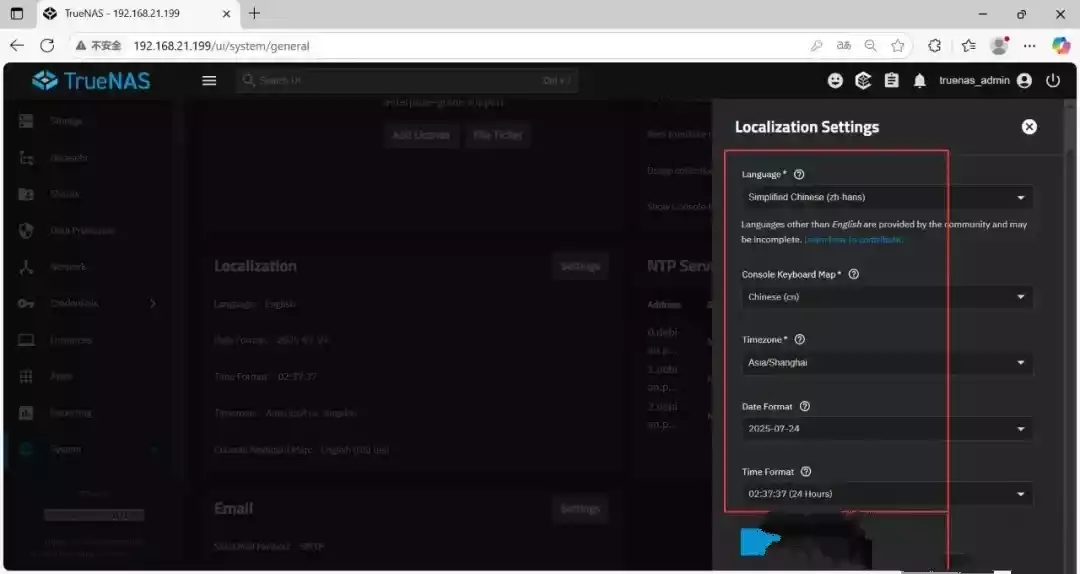 TrueNAS - 192.168.21.199
不安全 192.168.21.199/ui/system/general
aあ
TrueNAS
Search UI
Ctrl + /
truenas_admin
Add License
File Ticket
Localization Settings
Storage
Datasets
Shares
Data Protection
Network
Credentials
Instances
Apps
Reporting
System
Localization
Settings
Language: English
Date Format: 2025-07-24
Time Format: 02:37:37
Timezone: America/Los_Angeles
Console Keyboard Map: English (US) (us)
NTP Serv
Address
0.debi
an.p...
1.debi
an.p...
2.debi
an.p...
Email
Settings
Send Mail Method: SMTP
Language *
Simplified Chinese (zh-hans)
Languages other than English are provided by the community and may
be incomplete. Learn how to contribute.
Console Keyboard Map *
Chinese (cn)
Timezone *
Asia/Shanghai
Date Format
2025-07-24
Time Format
02:37:37 (24 Hours)